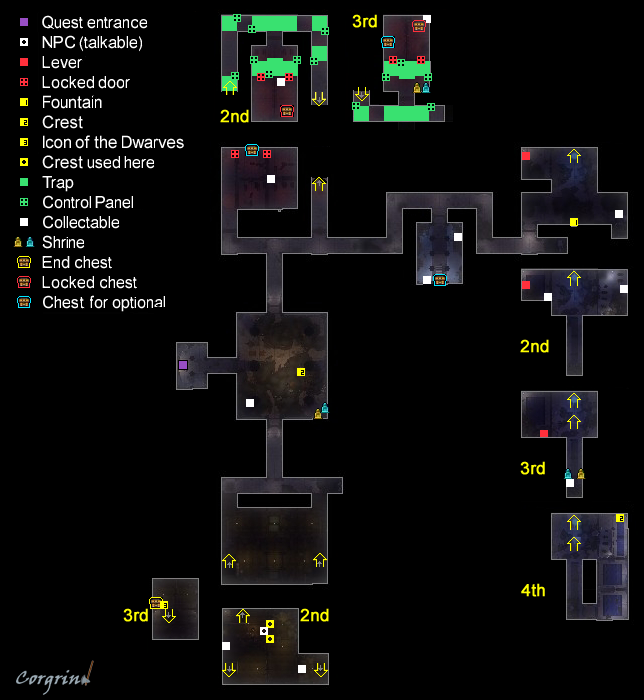 Quest entrance
NPC (talkable)
Lever
Locked door
Fountain
Crest
Icon of the Dwarves
Crest used here
Trap
Control Panel
Collectable
Shrine
End chest
Locked chest
Chest for optional
2nd
3rd
2nd
3rd
4th
3rd
2nd
Corgrind